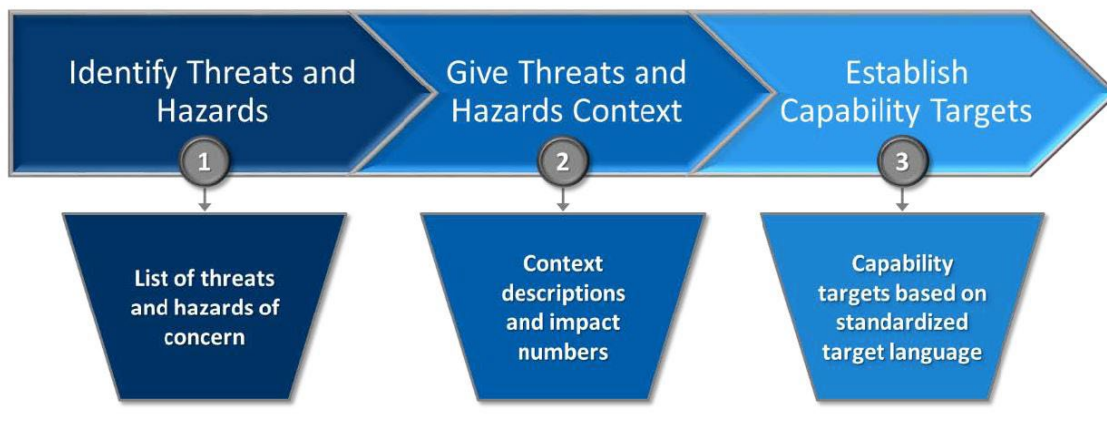 Identify Threats and
Hazards
Give Threats and
Hazards Context
Establish
Capability Targets
1
2
3
List of threats
and hazards of
concern
Context
descriptions
and impact
numbers
Capability
targets based on
standardized
target language